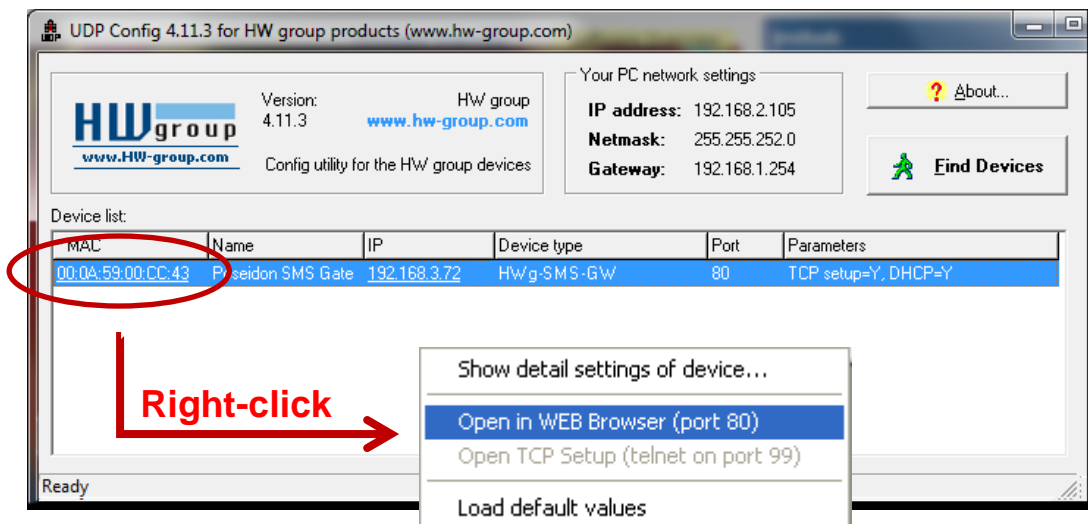 UDP Config 4.11.3 for HW group products (www.hw-group.com)
HWgroup
www.HW-group.com
Version: HW group
4.11.3 www.hw-group.com
Config utility for the HW group devices
Your PC network settings
IP address: 192.168.2.105
Netmask: 255.255.252.0
Gateway: 192.168.1.254
? About...
Find Devices
Device list:
MAC Name IP Device type Port Parameters
00:0A:59:00:CC:43 Poseidon SMS Gate 192.168.3.72 HWg-SMS-GW 80 TCP setup=Y, DHCP=Y
Right-click
Show detail settings of device...
Open in WEB Browser (port 80)
Open TCP Setup (telnet on port 99)
Load default values
Ready